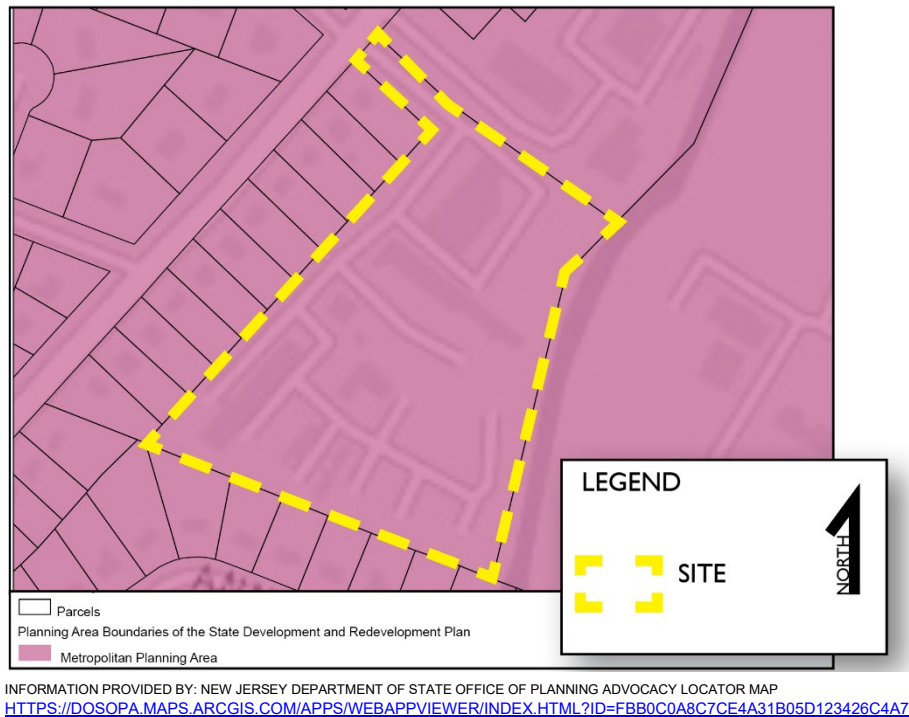 LEGEND
SITE
NORTH
Parcels
Planning Area Boundaries of the State Development and Redevelopment Plan
Metropolitan Planning Area
INFORMATION PROVIDED BY: NEW JERSEY DEPARTMENT OF STATE OFFICE OF PLANNING ADVOCACY LOCATOR MAP
HTTPS://DOSOPA.MAPS.ARCGIS.COM/APPS/WEBAPPVIEWER/INDEX.HTML?ID=FBB0C0A8C7CE4A31B05D123426C4A7